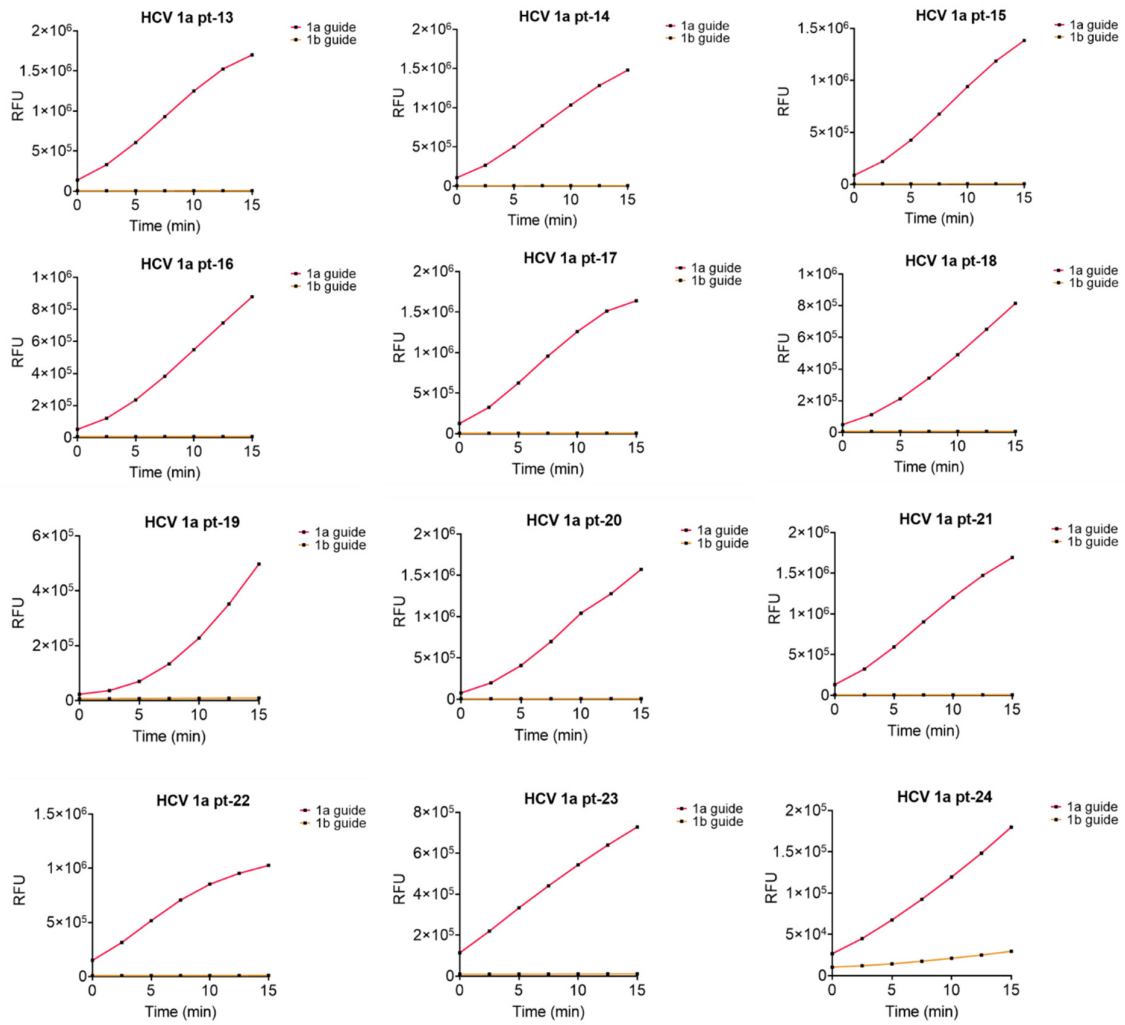 HCV 1a pt-13
1a guide
1b guide
2×10⁶
1.5×10⁶
1×10⁶
5×10⁵
0
RFU
0 5 10 15
Time (min)
HCV 1a pt-14
1a guide
1b guide
2×10⁶
1.5×10⁶
1×10⁶
5×10⁵
0
RFU
0 5 10 15
Time (min)
HCV 1a pt-15
1a guide
1b guide
1.5×10⁶
1×10⁶
5×10⁵
0
RFU
0 5 10 15
Time (min)
HCV 1a pt-16
1a guide
1b guide
1×10⁶
8×10⁵
6×10⁵
4×10⁵
2×10⁵
0
RFU
0 5 10 15
Time (min)
HCV 1a pt-17
1a guide
1b guide
2×10⁶
1.5×10⁶
1×10⁶
5×10⁵
0
RFU
0 5 10 15
Time (min)
HCV 1a pt-18
1a guide
1b guide
1×10⁶
8×10⁵
6×10⁵
4×10⁵
2×10⁵
0
RFU
0 5 10 15
Time (min)
HCV 1a pt-19
1a guide
1b guide
6×10⁵
4×10⁵
2×10⁵
0
RFU
0 5 10 15
Time (min)
HCV 1a pt-20
1a guide
1b guide
2×10⁶
1.5×10⁶
1×10⁶
5×10⁵
0
RFU
0 5 10 15
Time (min)
HCV 1a pt-21
1a guide
1b guide
2×10⁶
1.5×10⁶
1×10⁶
5×10⁵
0
RFU
0 5 10 15
Time (min)
HCV 1a pt-22
1a guide
1b guide
1.5×10⁶
1×10⁶
5×10⁵
0
RFU
0 5 10 15
Time (min)
HCV 1a pt-23
1a guide
1b guide
8×10⁵
6×10⁵
4×10⁵
2×10⁵
0
RFU
0 5 10 15
Time (min)
HCV 1a pt-24
1a guide
1b guide
2×10⁵
1.5×10⁵
1×10⁵
5×10⁴
0
RFU
0 5 10 15
Time (min)